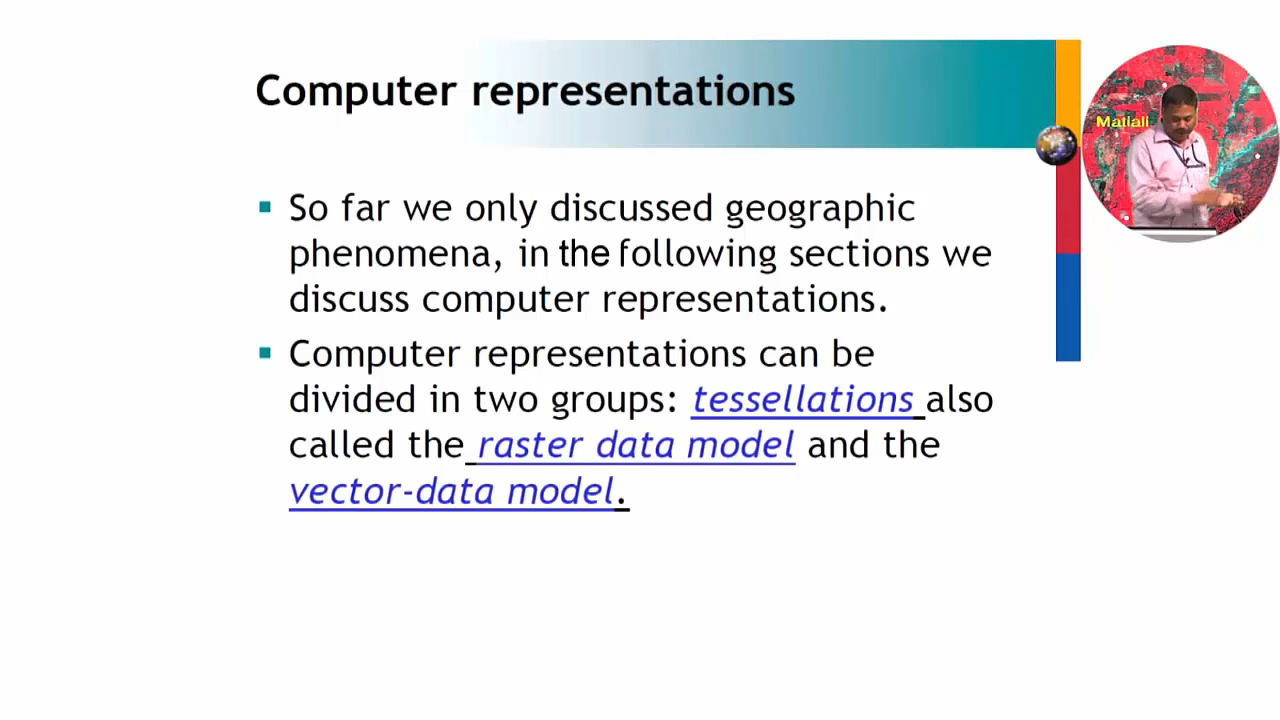 Computer representations
Matiali
So far we only discussed geographic
phenomena, in the following sections we
discuss computer representations.
Computer representations can be
divided in two groups: tessellations also
called the raster data model and the
vector-data model.